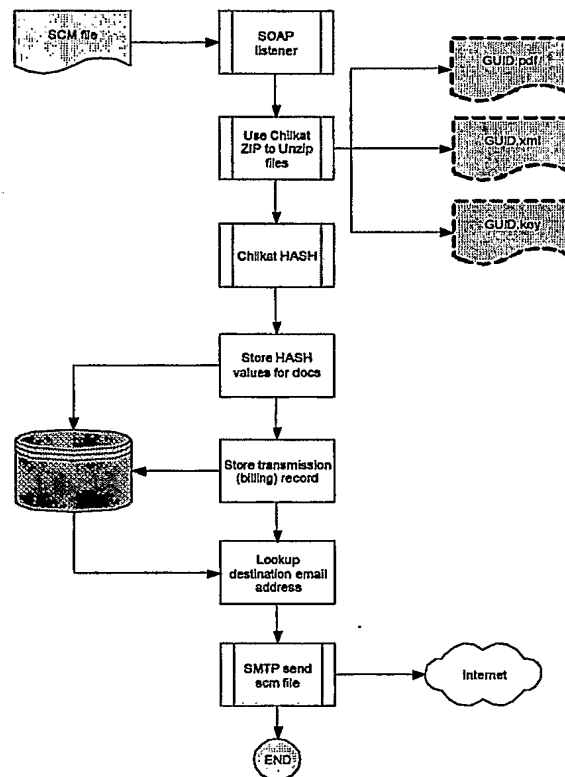 SCM file
SOAP
listener
GUID.pdf
Use Chilkat
ZIP to Unzip
files
GUID.xml
GUID.key
Chilkat HASH
Store HASH
values for docs
Store transmission
(billing) record
Lookup
destination email
address
SMTP send
scm file
Internet
END